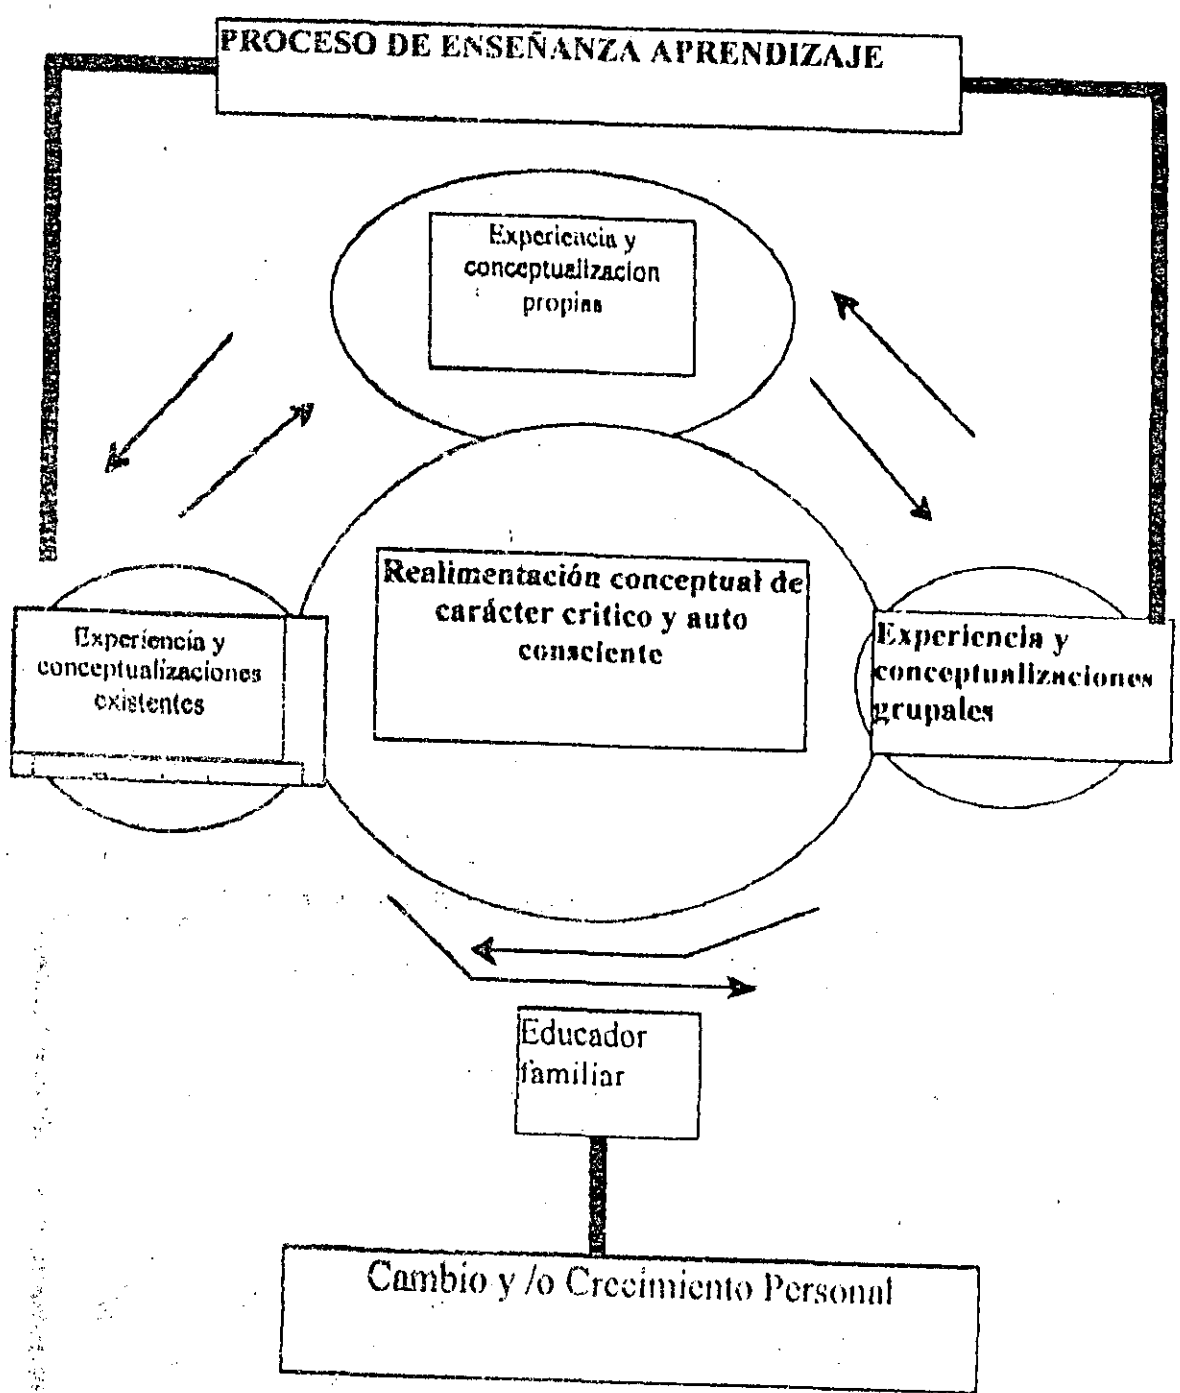 PROCESO DE ENSEÑANZA APRENDIZAJE
Experiencia y
conceptualizacion
propias
Realimentación conceptual de
carácter critico y auto
consciente
Experiencia y
conceptualizaciones
existentes
Experiencia y
conceptualizaciones
grupales
Educador
familiar
Cambio y /o Crecimiento Personal